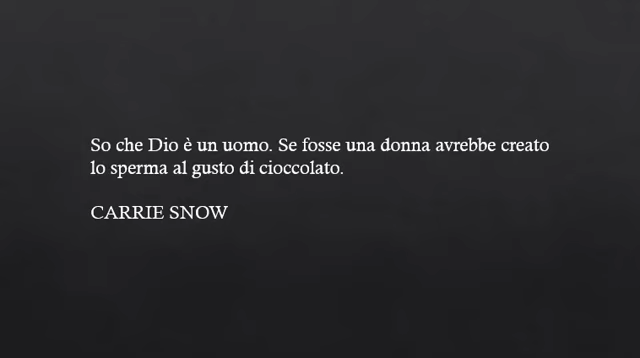 So che Dio è un uomo. Se fosse una donna avrebbe creato
lo sperma al gusto di cioccolato.
CARRIE SNOW